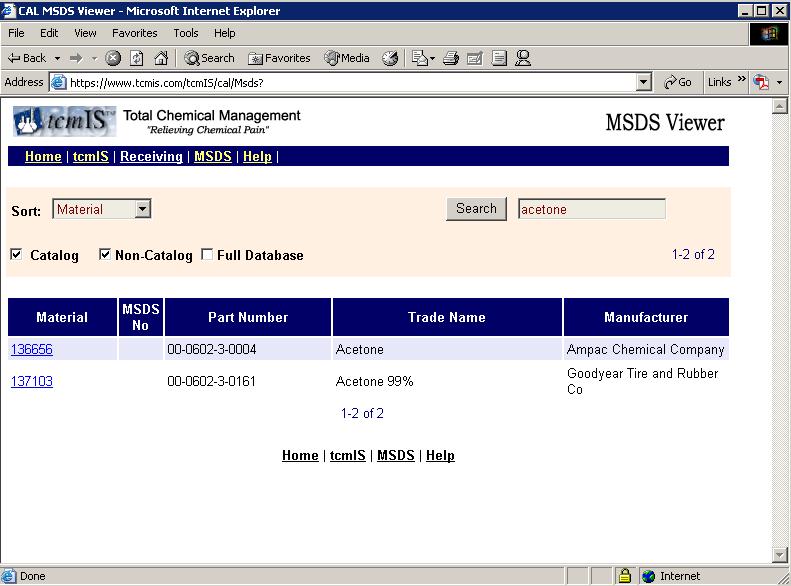 CAL MSDS Viewer - Microsoft Internet Explorer
File Edit View Favorites Tools Help
Back Search Favorites Media
Address https://www.tcmis.com/tcmIS/cal/Msds? Go Links »
tcmIS™ Total Chemical Management
"Relieving Chemical Pain"
MSDS Viewer
Home | tcmIS | Receiving | MSDS | Help |
Sort: Material Search acetone
Catalog Non-Catalog Full Database 1-2 of 2
Material MSDS No Part Number Trade Name Manufacturer
136656 00-0602-3-0004 Acetone Ampac Chemical Company
137103 00-0602-3-0161 Acetone 99% Goodyear Tire and Rubber Co
1-2 of 2
Home | tcmIS | MSDS | Help
Done Internet